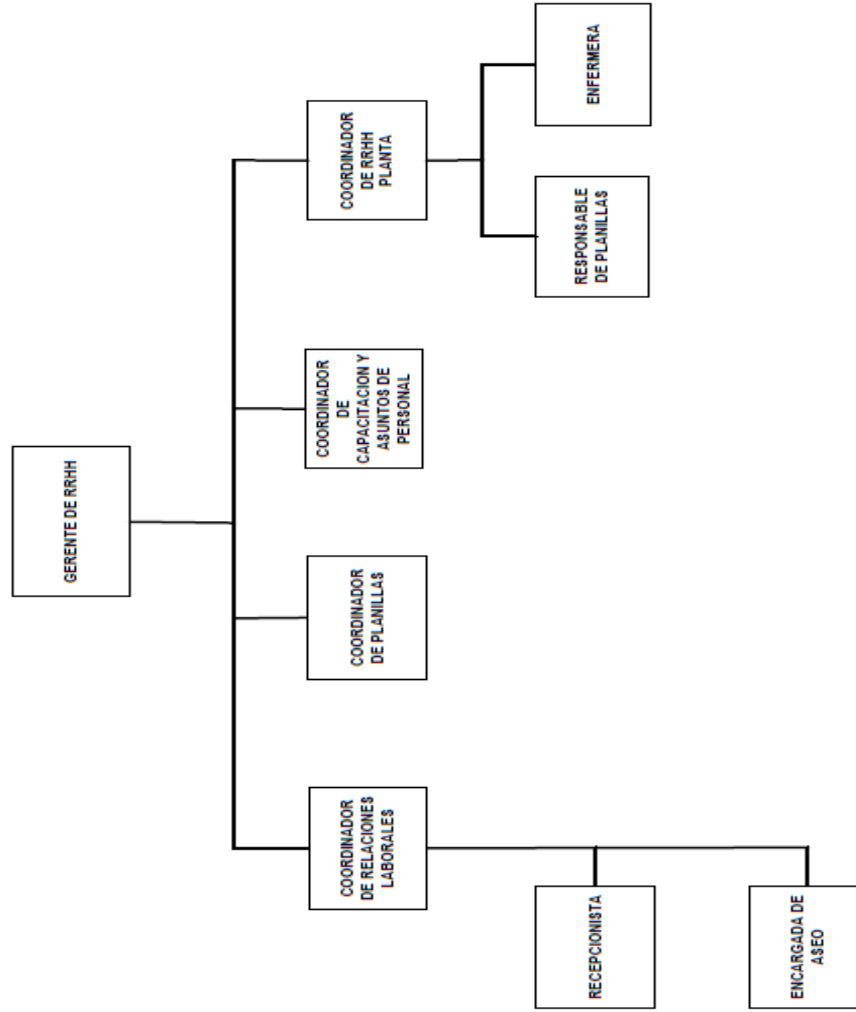 GERENTE DE RRHH
COORDINADOR
DE RELACIONES
LABORALES
COORDINADOR
DE PLANILLAS
COORDINADOR
DE
CAPACITACION Y
ASUNTOS DE
PERSONAL
COORDINADOR
DE RRHH
PLANTA
RECEPCIONISTA
ENCARGADA DE
ASEO
RESPONSABLE
DE PLANILLAS
ENFERMERA